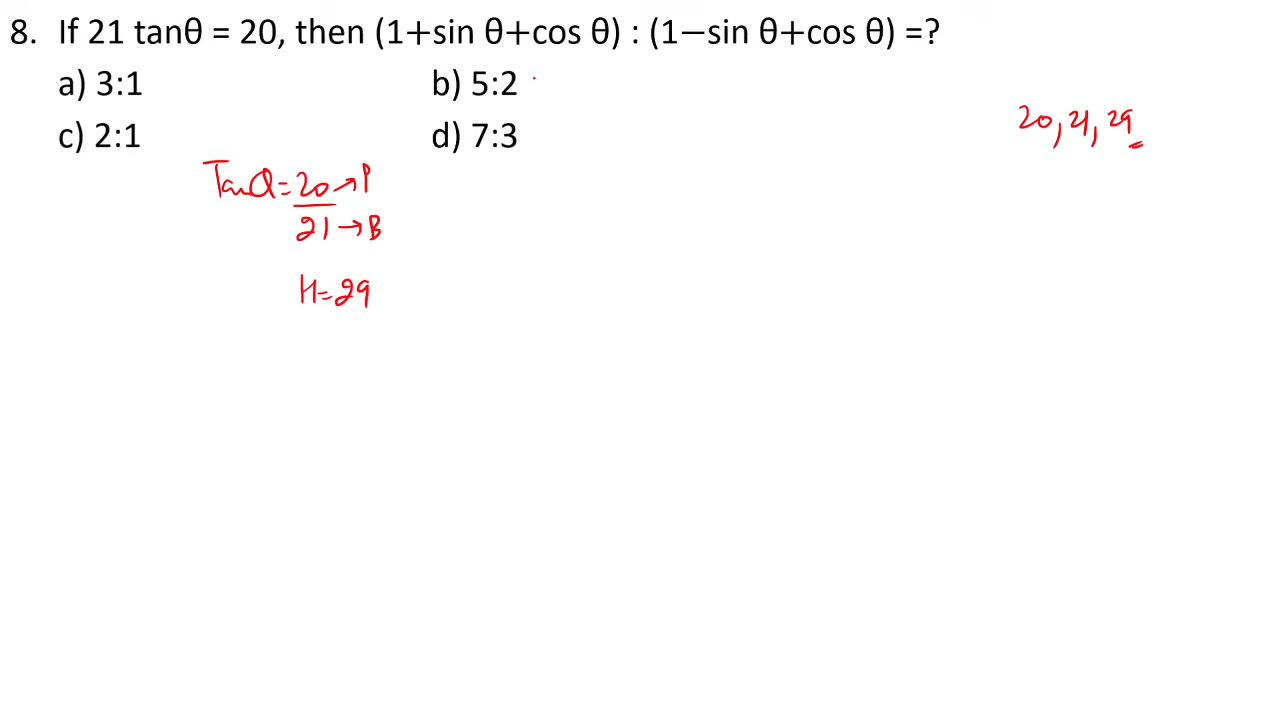 8. If 21 tanθ = 20, then (1+sin θ+cos θ) : (1−sin θ+cos θ) =?
a) 3:1 b) 5:2
c) 2:1 d) 7:3
20, 21, 29
Tanθ = 20 → P
21 → B
H = 29